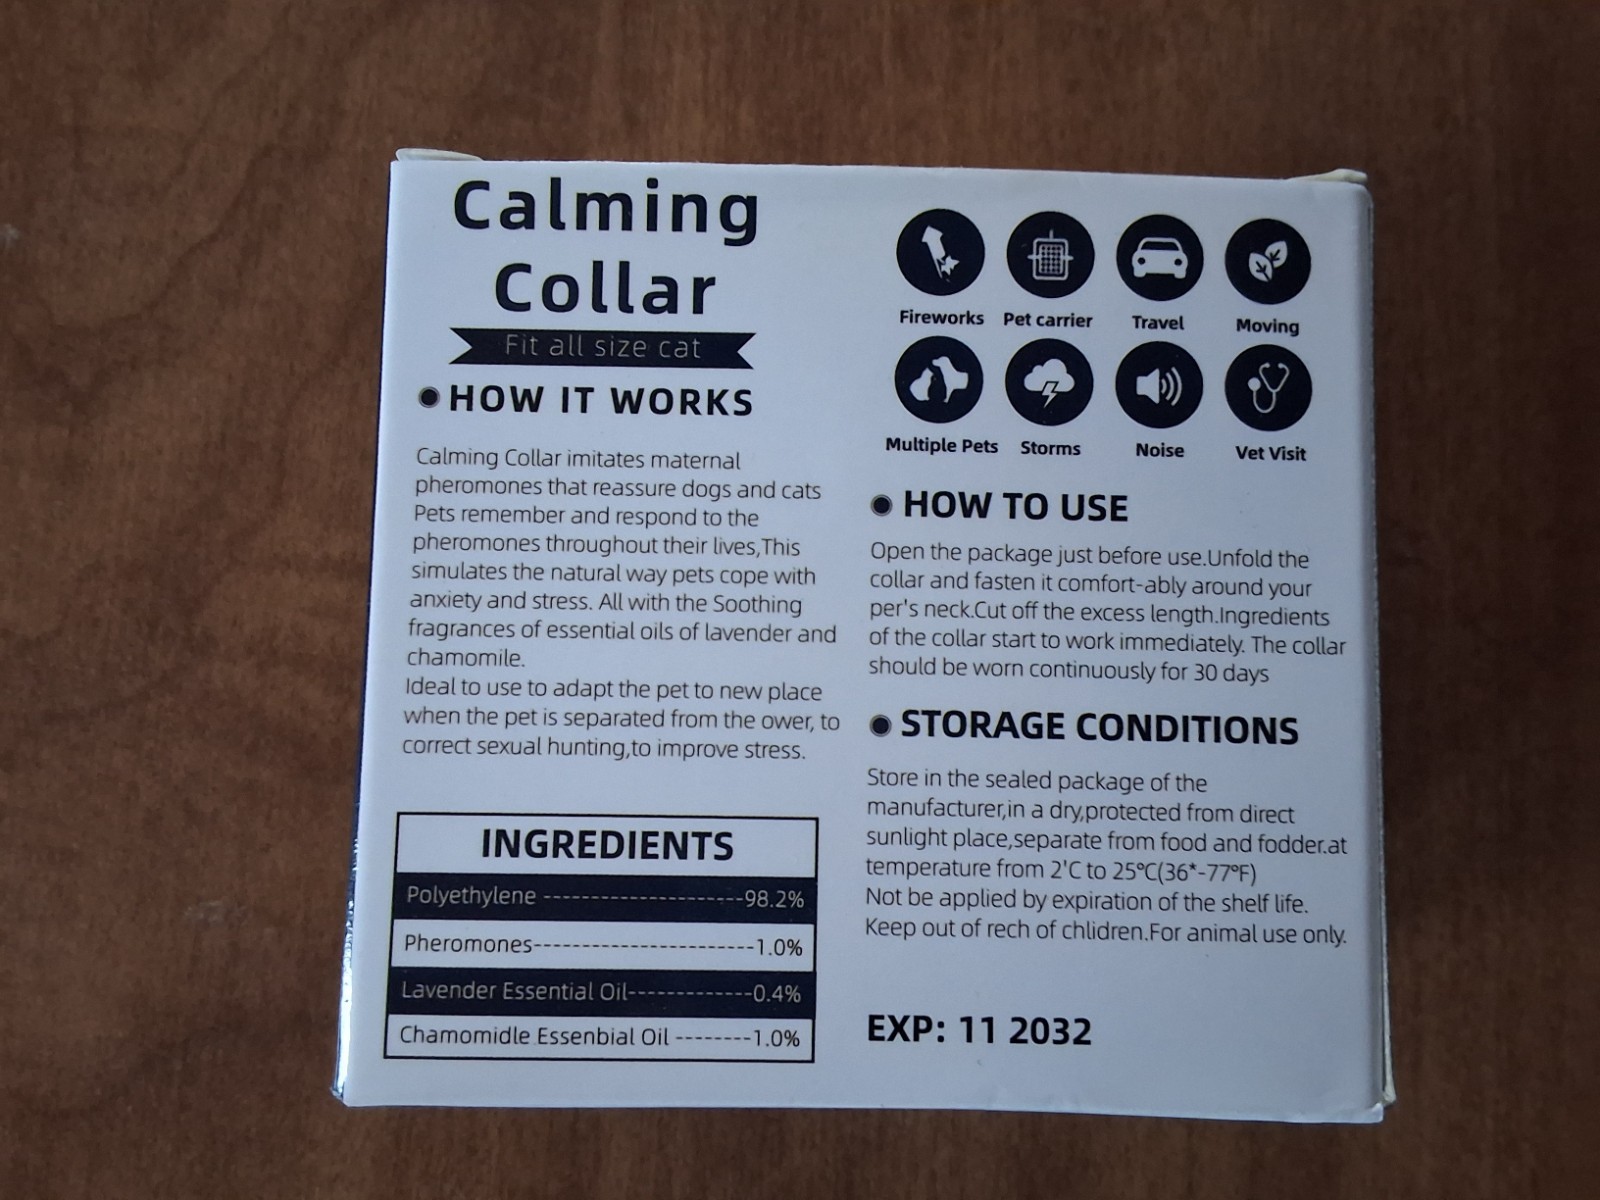 Calming
Collar
Fit all size cat
HOW IT WORKS
Calming Collar imitates maternal
pheromones that reassure dogs and cats
Pets remember and respond to the
pheromones throughout their lives,This
simulates the natural way pets cope with
anxiety and stress. All with the Soothing
fragrances of essential oils of lavender and
chamomile.
Ideal to use to adapt the pet to new place
when the pet is separated from the ower, to
correct sexual hunting,to improve stress.
INGREDIENTS
Polyethylene ---------------------98.2%
Pheromones-----------------------1.0%
Lavender Essential Oil-------------0.4%
Chamomidle Essenbial Oil --------1.0%
Fireworks Pet carrier Travel Moving
Multiple Pets Storms Noise Vet Visit
HOW TO USE
Open the package just before use.Unfold the
collar and fasten it comfort-ably around your
per's neck.Cut off the excess length.Ingredients
of the collar start to work immediately. The collar
should be worn continuously for 30 days
STORAGE CONDITIONS
Store in the sealed package of the
manufacturer,in a dry,protected from direct
sunlight place,separate from food and fodder.at
temperature from 2'C to 25°C(36*-77°F)
Not be applied by expiration of the shelf life.
Keep out of rech of chlidren.For animal use only.
EXP: 11 2032